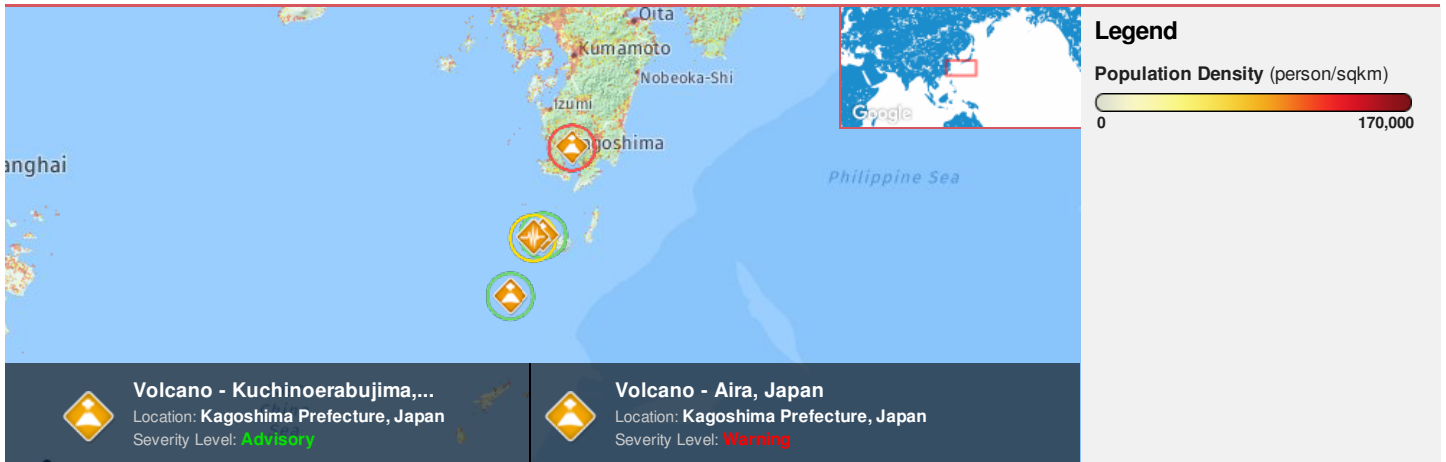 Oita
Kumamoto
Nobeoka-Shi
Izumi
goshima
anghai
Philippine Sea
Google
Legend
Population Density (person/sqkm)
0 170,000
Volcano - Kuchinoerabujima,...
Location: Kagoshima Prefecture, Japan
Severity Level: Advisory
Volcano - Aira, Japan
Location: Kagoshima Prefecture, Japan
Severity Level: Warning